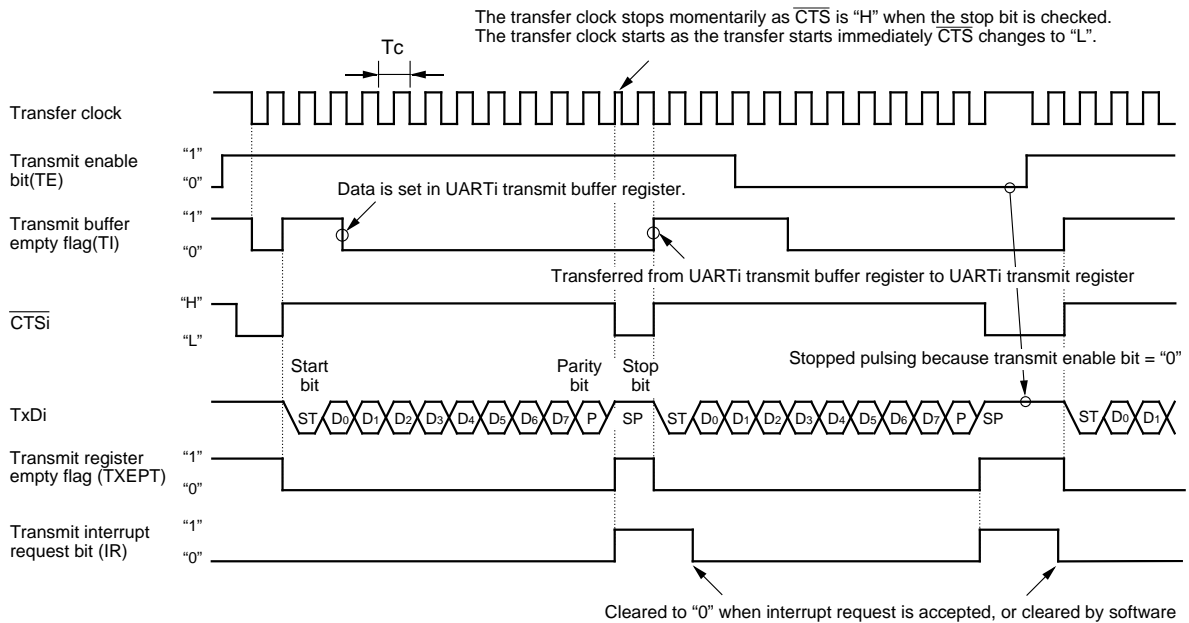 The transfer clock stops momentarily as CTS is “H” when the stop bit is checked.
The transfer clock starts as the transfer starts immediately CTS changes to “L”.
Tc
Transfer clock
Transmit enable
bit(TE)
“1”
“0”
Data is set in UARTi transmit buffer register.
Transmit buffer
empty flag(TI)
“1”
“0”
Transferred from UARTi transmit buffer register to UARTi transmit register
CTSi
“H”
“L”
Stopped pulsing because transmit enable bit = “0”
Start
bit
Parity
bit
Stop
bit
TxDi
ST D0 D1 D2 D3 D4 D5 D6 D7 P SP ST D0 D1 D2 D3 D4 D5 D6 D7 P SP ST D0 D1
Transmit register
empty flag (TXEPT)
“1”
“0”
Transmit interrupt
request bit (IR)
“1”
“0”
Cleared to “0” when interrupt request is accepted, or cleared by software